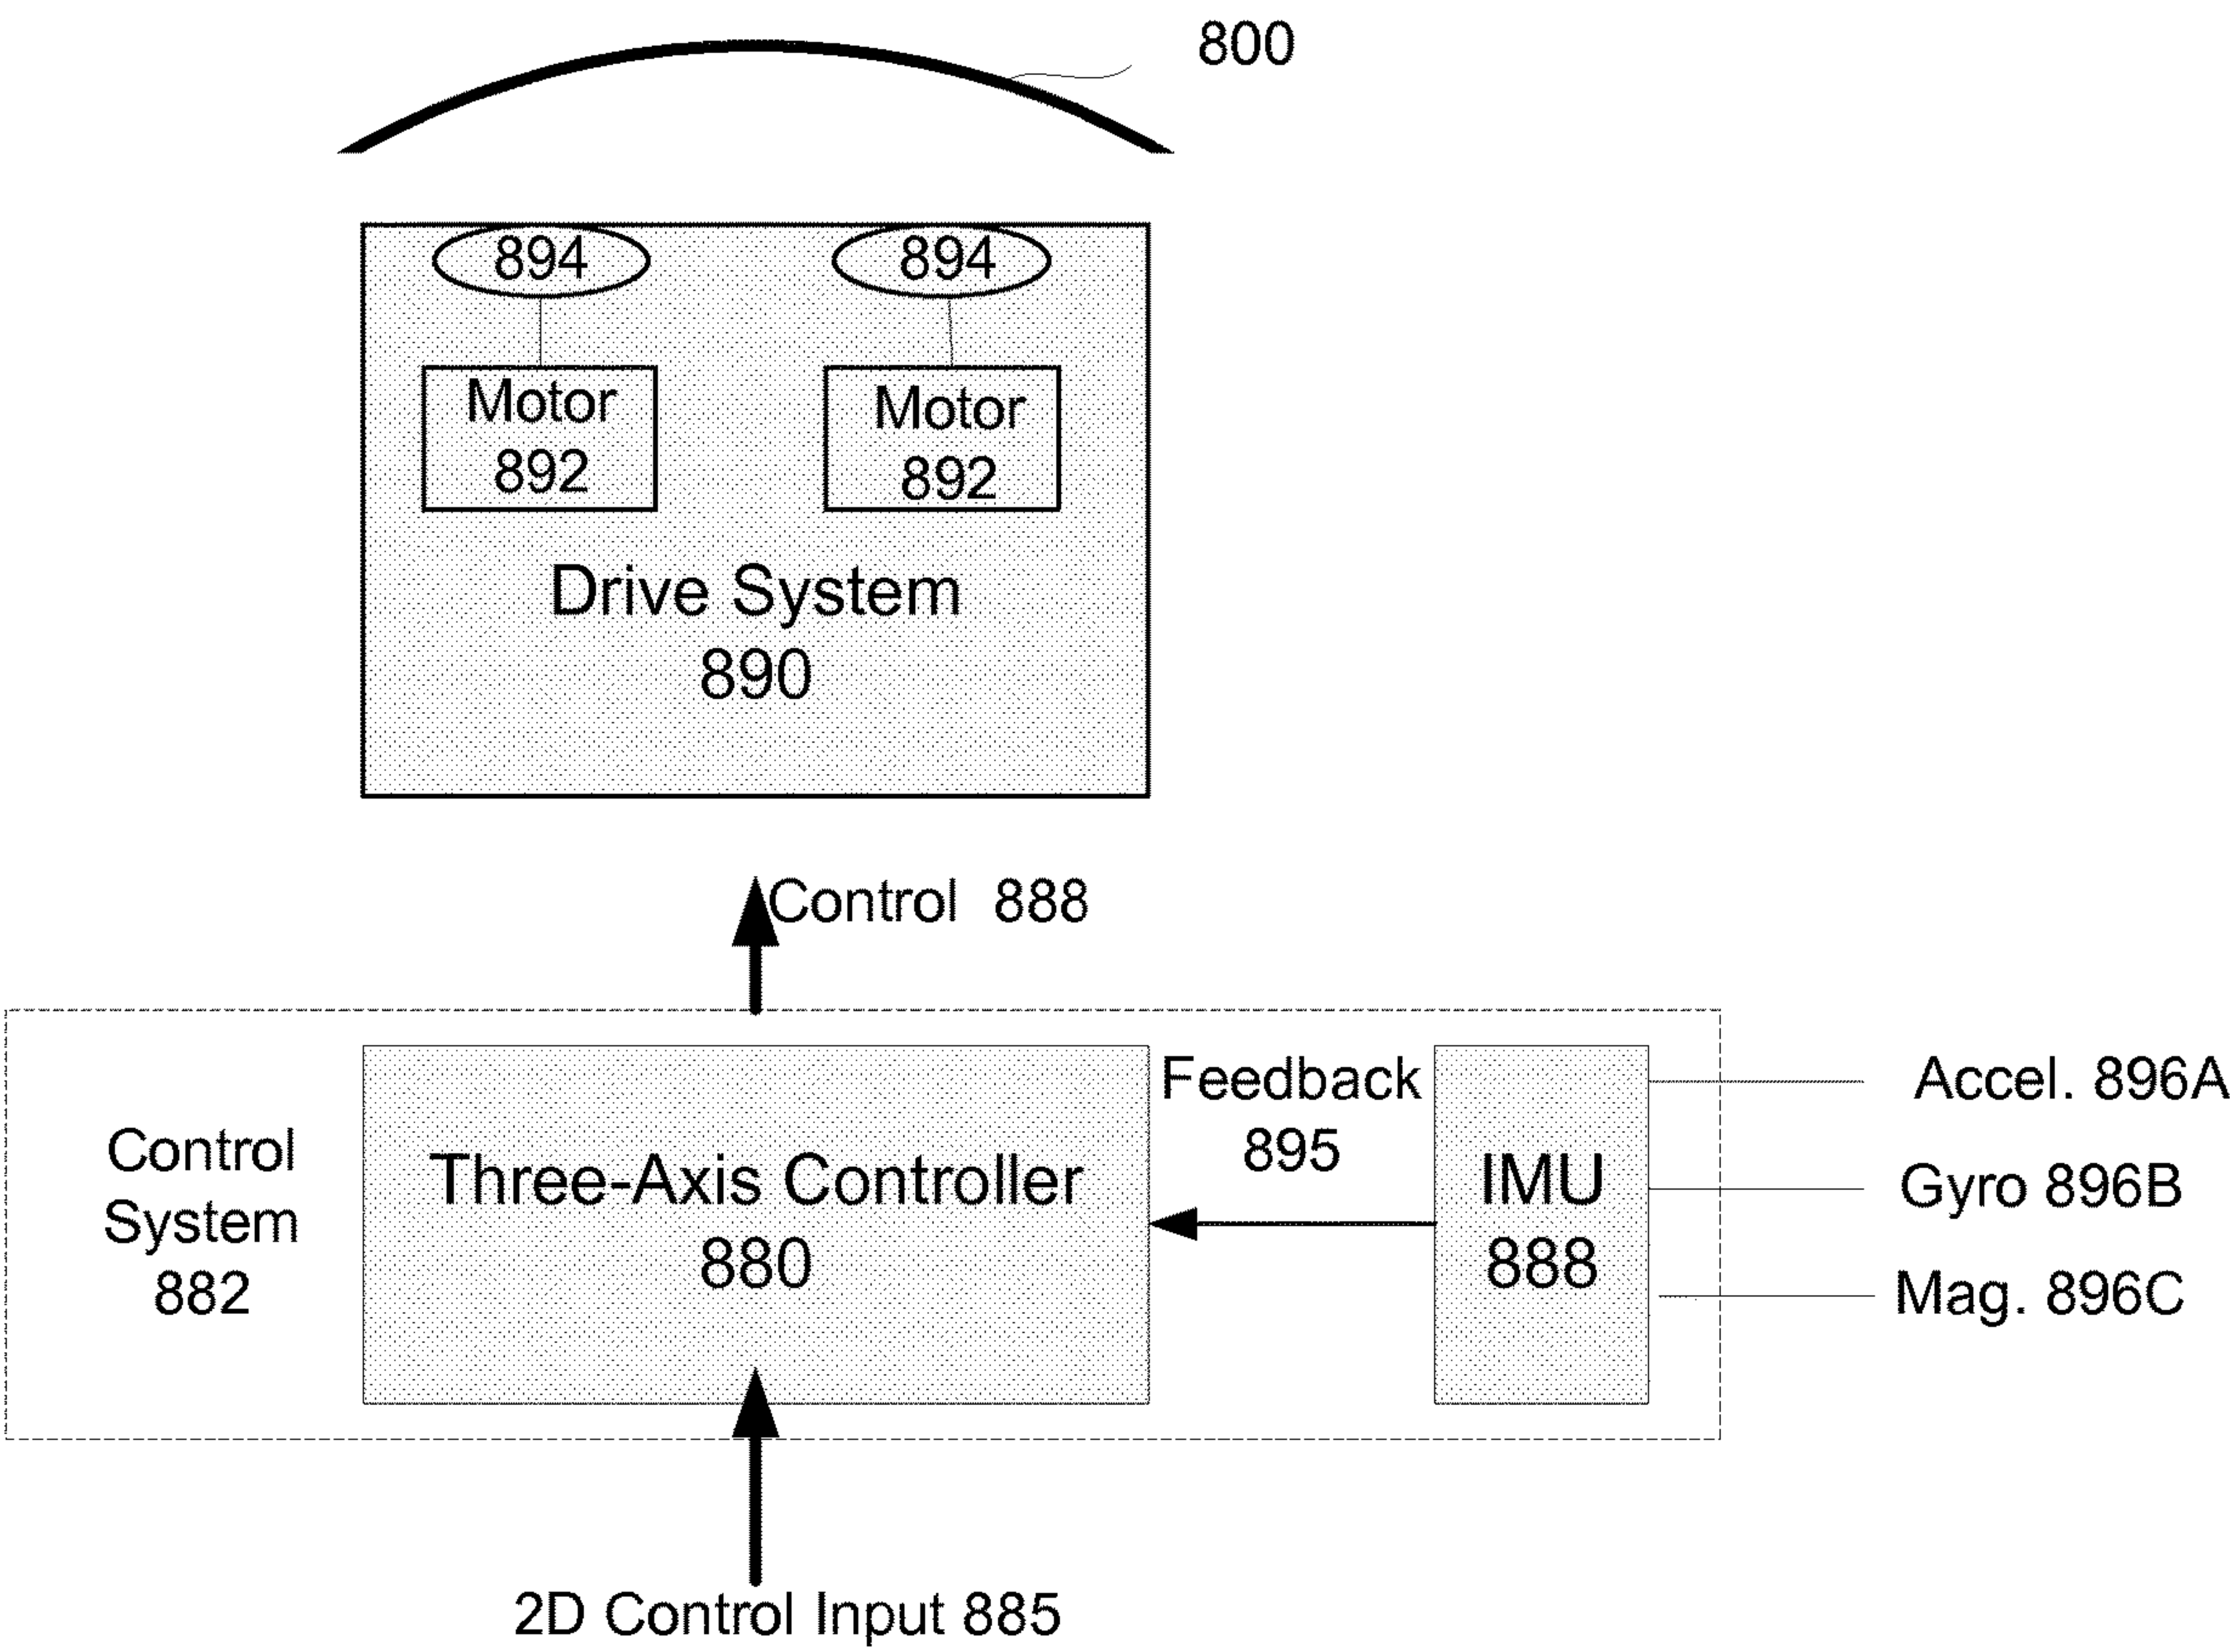 800
894
894
Motor
892
Motor
892
Drive System
890
Control 888
Control
System
882
Three-Axis Controller
880
Feedback
895
IMU
888
Accel. 896A
Gyro 896B
Mag. 896C
2D Control Input 885